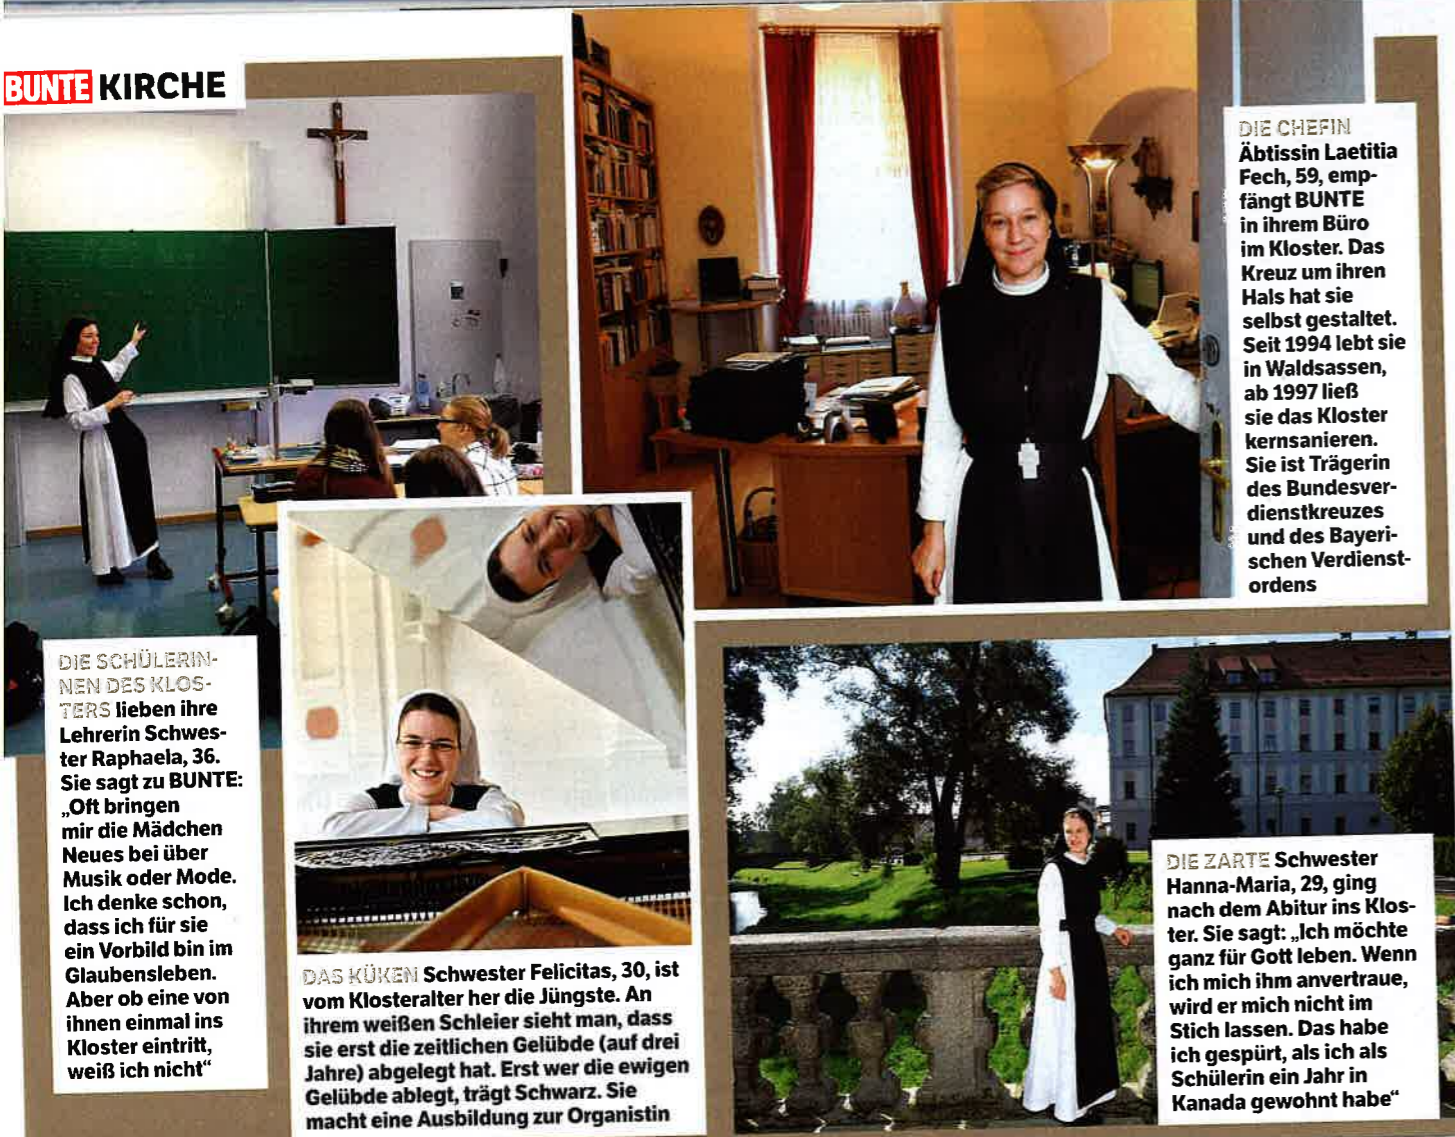 BUNTE KIRCHE
DIE CHEFIN
Äbtissin Laetitia
Fech, 59, emp-
fängt BUNTE
in ihrem Büro
im Kloster. Das
Kreuz um ihren
Hals hat sie
selbst gestaltet.
Seit 1994 lebt sie
in Waldsassen,
ab 1997 ließ
sie das Kloster
kernsanieren.
Sie ist Trägerin
des Bundesver-
dienstkreuzes
und des Bayeri-
schen Verdienst-
ordens
DIE SCHÜLERIN-
NEN DES KLOS-
TERS lieben ihre
Lehrerin Schwes-
ter Raphaela, 36.
Sie sagt zu BUNTE:
„Oft bringen
mir die Mädchen
Neues bei über
Musik oder Mode.
Ich denke schon,
dass ich für sie
ein Vorbild bin im
Glaubensleben.
Aber ob eine von
ihnen einmal ins
Kloster eintritt,
weiß ich nicht“
DAS KÜKEN Schwester Felicitas, 30, ist
vom Klosteralter her die Jüngste. An
ihrem weißen Schleier sieht man, dass
sie erst die zeitlichen Gelübde (auf drei
Jahre) abgelegt hat. Erst wer die ewigen
Gelübde ablegt, trägt Schwarz. Sie
macht eine Ausbildung zur Organistin
DIE ZARTE Schwester
Hanna-Maria, 29, ging
nach dem Abitur ins Klos-
ter. Sie sagt: „Ich möchte
ganz für Gott leben. Wenn
ich mich ihm anvertraue,
wird er mich nicht im
Stich lassen. Das habe
ich gespürt, als ich als
Schülerin ein Jahr in
Kanada gewohnt habe“